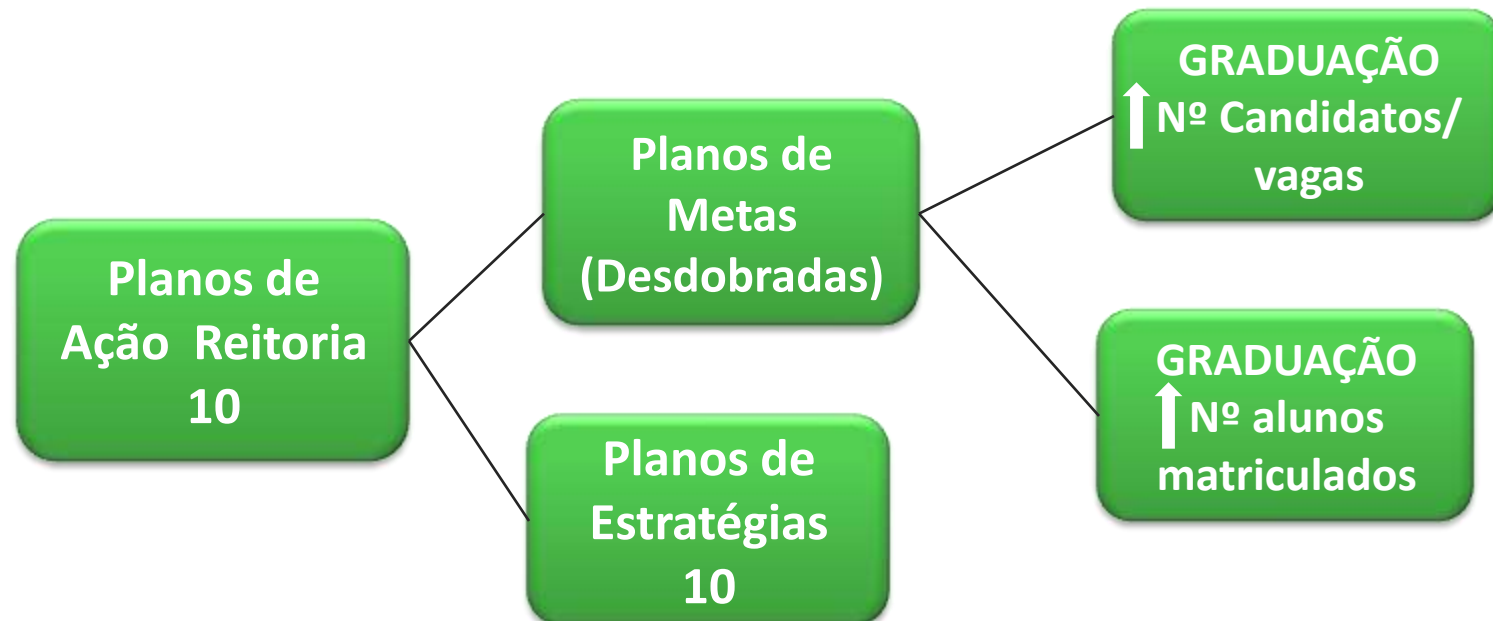 Planos de
Ação Reitoria
10
Planos de
Metas
(Desdobradas)
Planos de
Estratégias
10
GRADUAÇÃO
Nº Candidatos/
vagas
GRADUAÇÃO
Nº alunos
matriculados